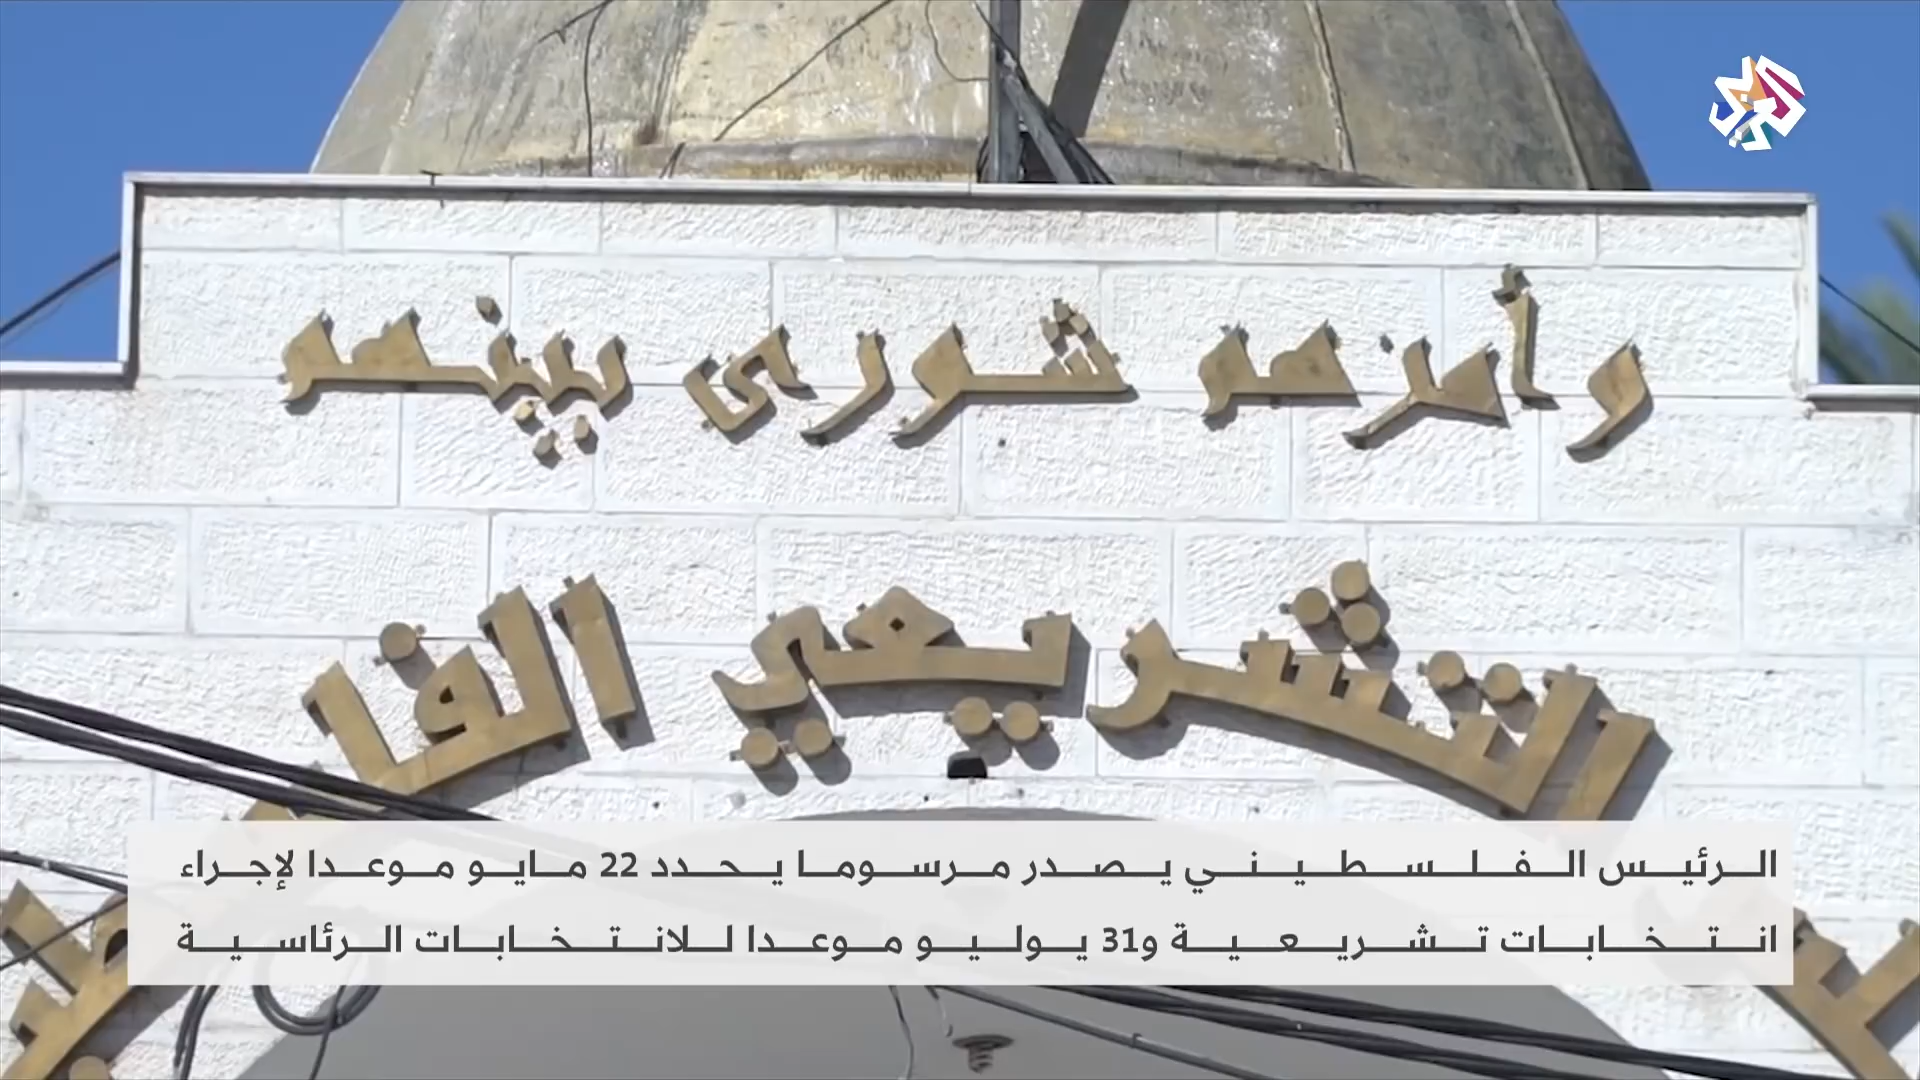 وأمرهم شورى بينهم
التشريعي الفلـ
الرئيس الفلسطيني يصدر مرسوما يحدد 22 مايو موعدا لإجراء
انتخابات تشريعية و31 يوليو موعدا للانتخابات الرئاسية